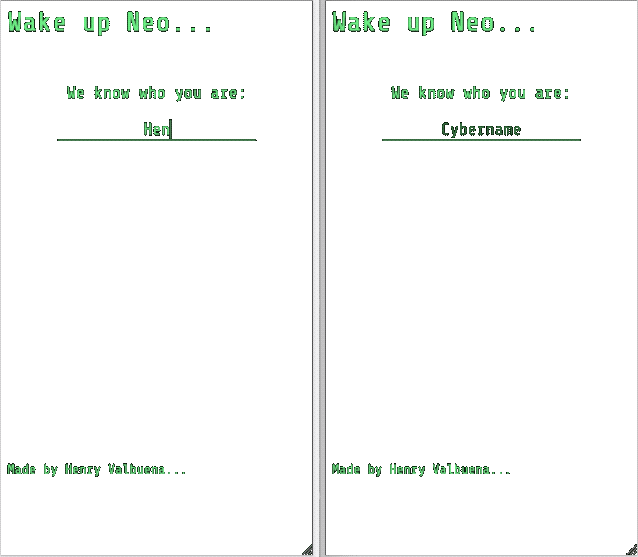 Wake up Neo...
We know who you are:
Hen
Made by Henry Valbuena...
Wake up Neo...
We know who you are:
Cybername
Made by Henry Valbuena...